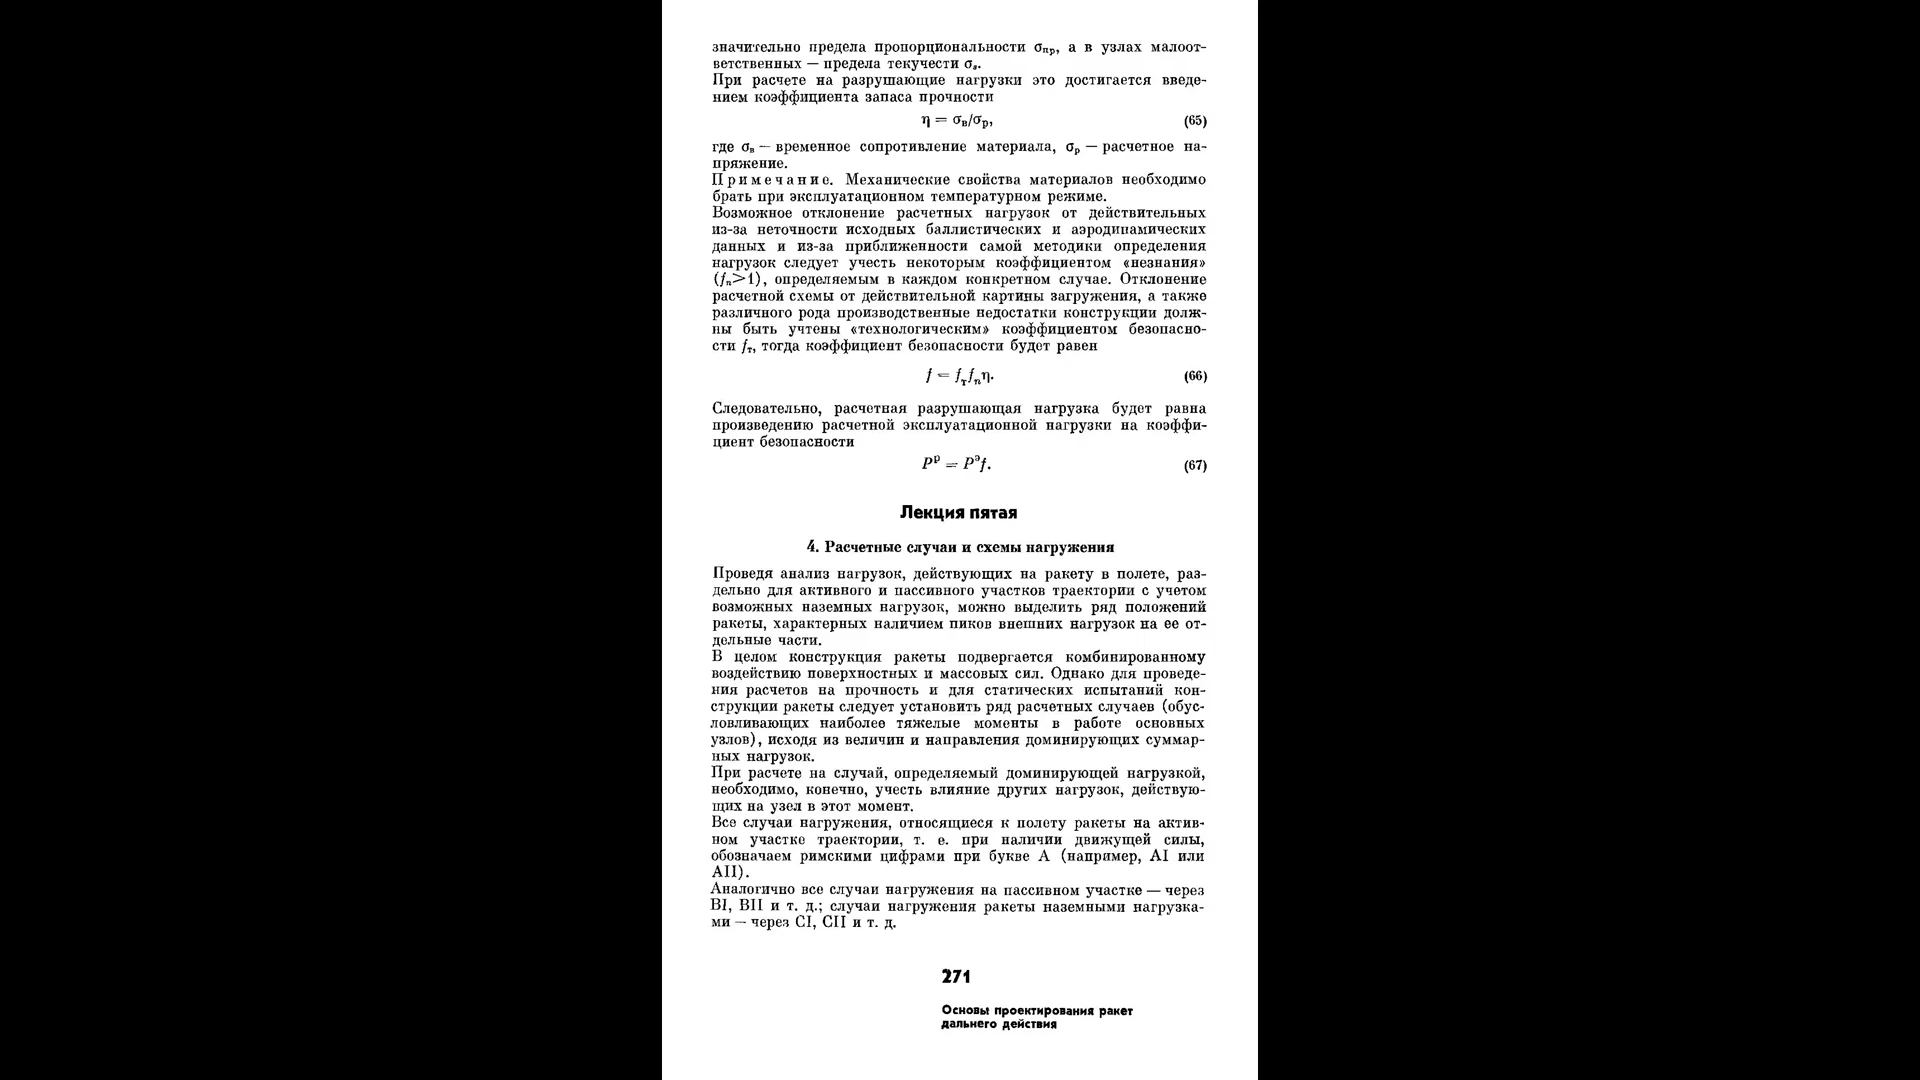 значительно предела пропорциональности σпр, а в узлах малоот-
ветственных — предела текучести σs.
При расчете на разрушающие нагрузки это достигается введе-
нием коэффициента запаса прочности
η = σв/σр, (65)
где σв — временное сопротивление материала, σр — расчетное на-
пряжение.
Примечание. Механические свойства материалов необходимо
брать при эксплуатационном температурном режиме.
Возможное отклонение расчетных нагрузок от действительных
из-за неточности исходных баллистических и аэродинамических
данных и из-за приближенности самой методики определения
нагрузок следует учесть некоторым коэффициентом «незнания»
(fn>1), определяемым в каждом конкретном случае. Отклонение
расчетной схемы от действительной картины загружения, а также
различного рода производственные недостатки конструкции долж-
ны быть учтены «технологическим» коэффициентом безопасно-
сти fт, тогда коэффициент безопасности будет равен
f = fтfnη. (66)
Следовательно, расчетная разрушающая нагрузка будет равна
произведению расчетной эксплуатационной нагрузки на коэффи-
циент безопасности
Pᵖ = Pᶟf. (67)
Лекция пятая
4. Расчетные случаи и схемы нагружения
Проведя анализ нагрузок, действующих на ракету в полете, раз-
дельно для активного и пассивного участков траектории с учетом
возможных наземных нагрузок, можно выделить ряд положений
ракеты, характерных наличием пиков внешних нагрузок на ее от-
дельные части.
В целом конструкция ракеты подвергается комбинированному
воздействию поверхностных и массовых сил. Однако для проведе-
ния расчетов на прочность и для статических испытаний кон-
струкции ракеты следует установить ряд расчетных случаев (обус-
ловливающих наиболее тяжелые моменты в работе основных
узлов), исходя из величин и направления доминирующих суммар-
ных нагрузок.
При расчете на случай, определяемый доминирующей нагрузкой,
необходимо, конечно, учесть влияние других нагрузок, действую-
щих на узел в этот момент.
Все случаи нагружения, относящиеся к полету ракеты на актив-
ном участке траектории, т. е. при наличии движущей силы,
обозначаем римскими цифрами при букве А (например, АI или
АII).
Аналогично все случаи нагружения на пассивном участке — через
ВI, ВII и т. д.; случаи нагружения ракеты наземными нагрузка-
ми — через СI, СII и т. д.
271
Основы проектирования ракет
дальнего действия